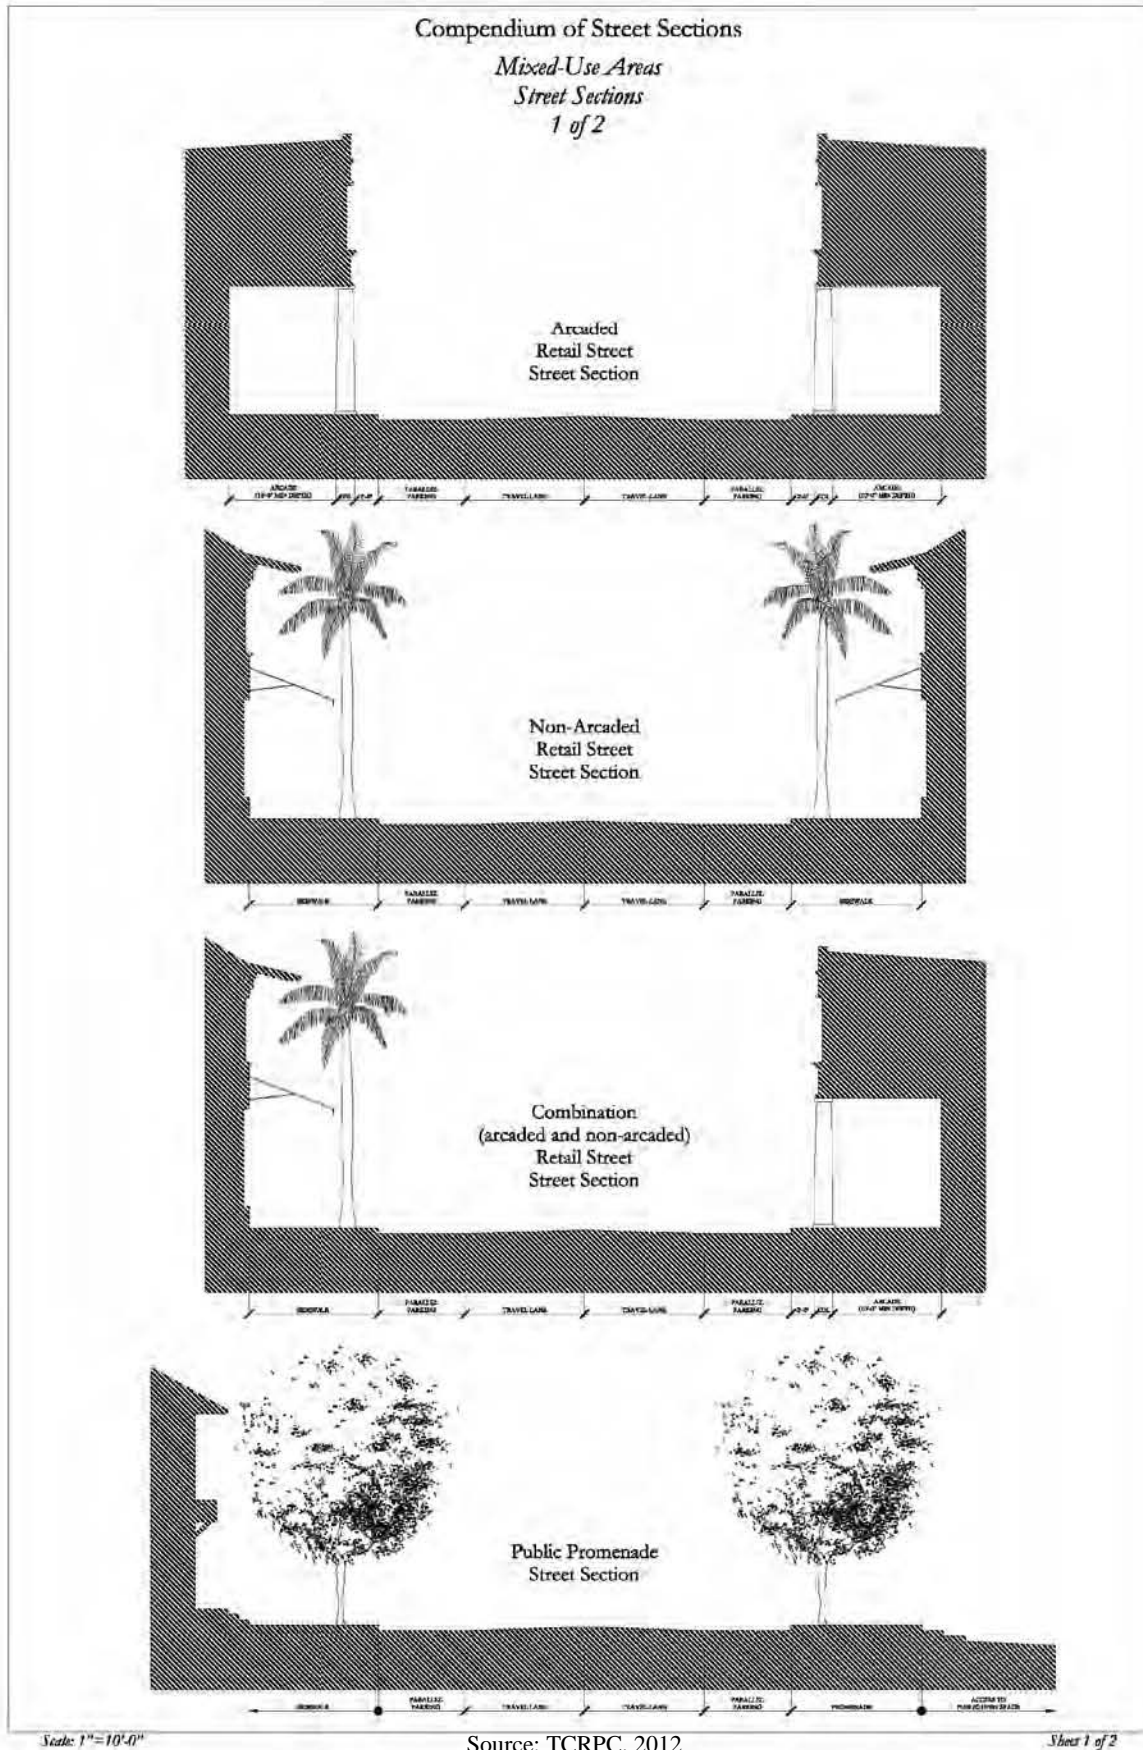 Compendium of Street Sections
Mixed-Use Areas
Street Sections
1 of 2
Arcaded
Retail Street
Street Section
ARCADE PARALLEL PARKING TRAVEL LANE TRAVEL LANE PARALLEL PARKING ARCADE
Non-Arcaded
Retail Street
Street Section
SIDEWALK PARALLEL PARKING TRAVEL LANE TRAVEL LANE PARALLEL PARKING SIDEWALK
Combination
(arcaded and non-arcaded)
Retail Street
Street Section
SIDEWALK PARALLEL PARKING TRAVEL LANE TRAVEL LANE PARALLEL PARKING ARCADE
Public Promenade
Street Section
SIDEWALK PARALLEL PARKING TRAVEL LANE TRAVEL LANE PARALLEL PARKING PROMENADE
Scale: 1"=10'-0"
Source: TCRPC, 2012
Sheet 1 of 2